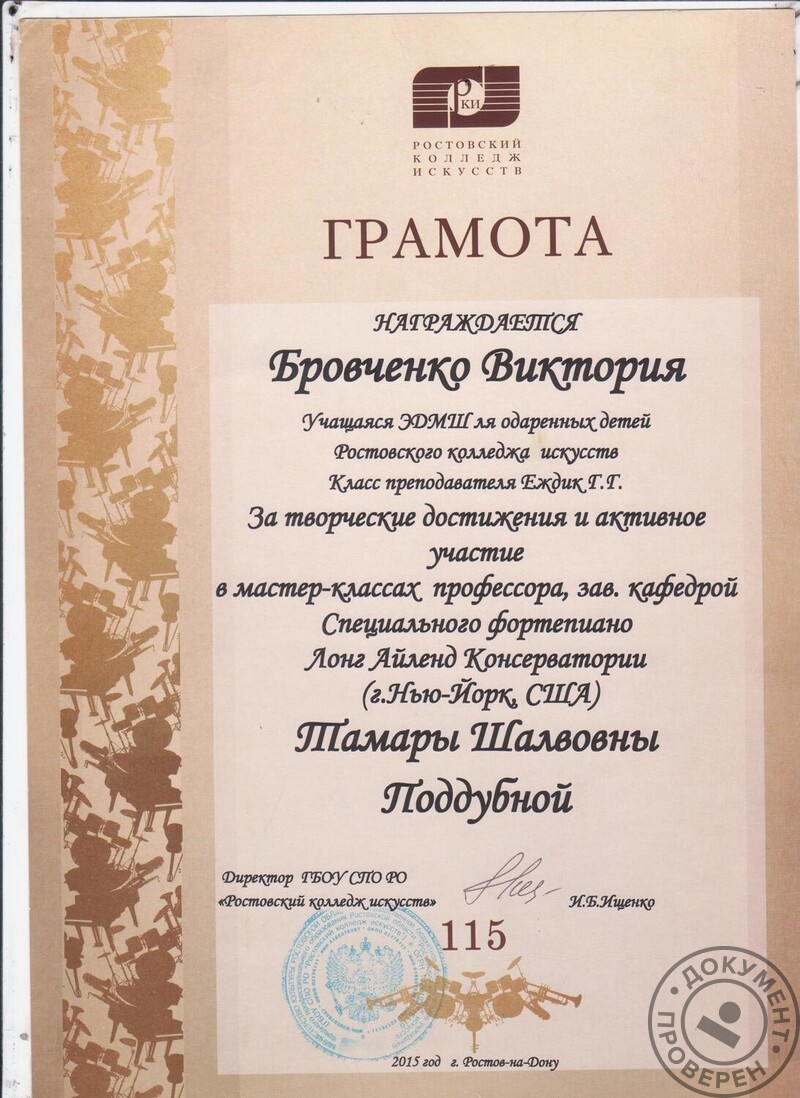 РКИ
РОСТОВСКИЙ
КОЛЛЕДЖ
ИСКУССТВ
ГРАМОТА
НАГРАЖДАЕТСЯ
Бровченко Виктория
Учащаяся ЭДМШ ля одаренных детей
Ростовского колледжа искусств
Класс преподавателя Еждик Г.Г.
За творческие достижения и активное
участие
в мастер-классах профессора, зав. кафедрой
Специального фортепиано
Лонг Айленд Консерватории
(г.Нью-Йорк, США)
Тамары Шалвовны
Поддубной
Директор ГБОУ СПО РО
«Ростовский колледж искусств»
И.Б.Ищенко
115
2015 год г. Ростов-на-Дону
ДОКУМЕНТ
ПРОВЕРЕН